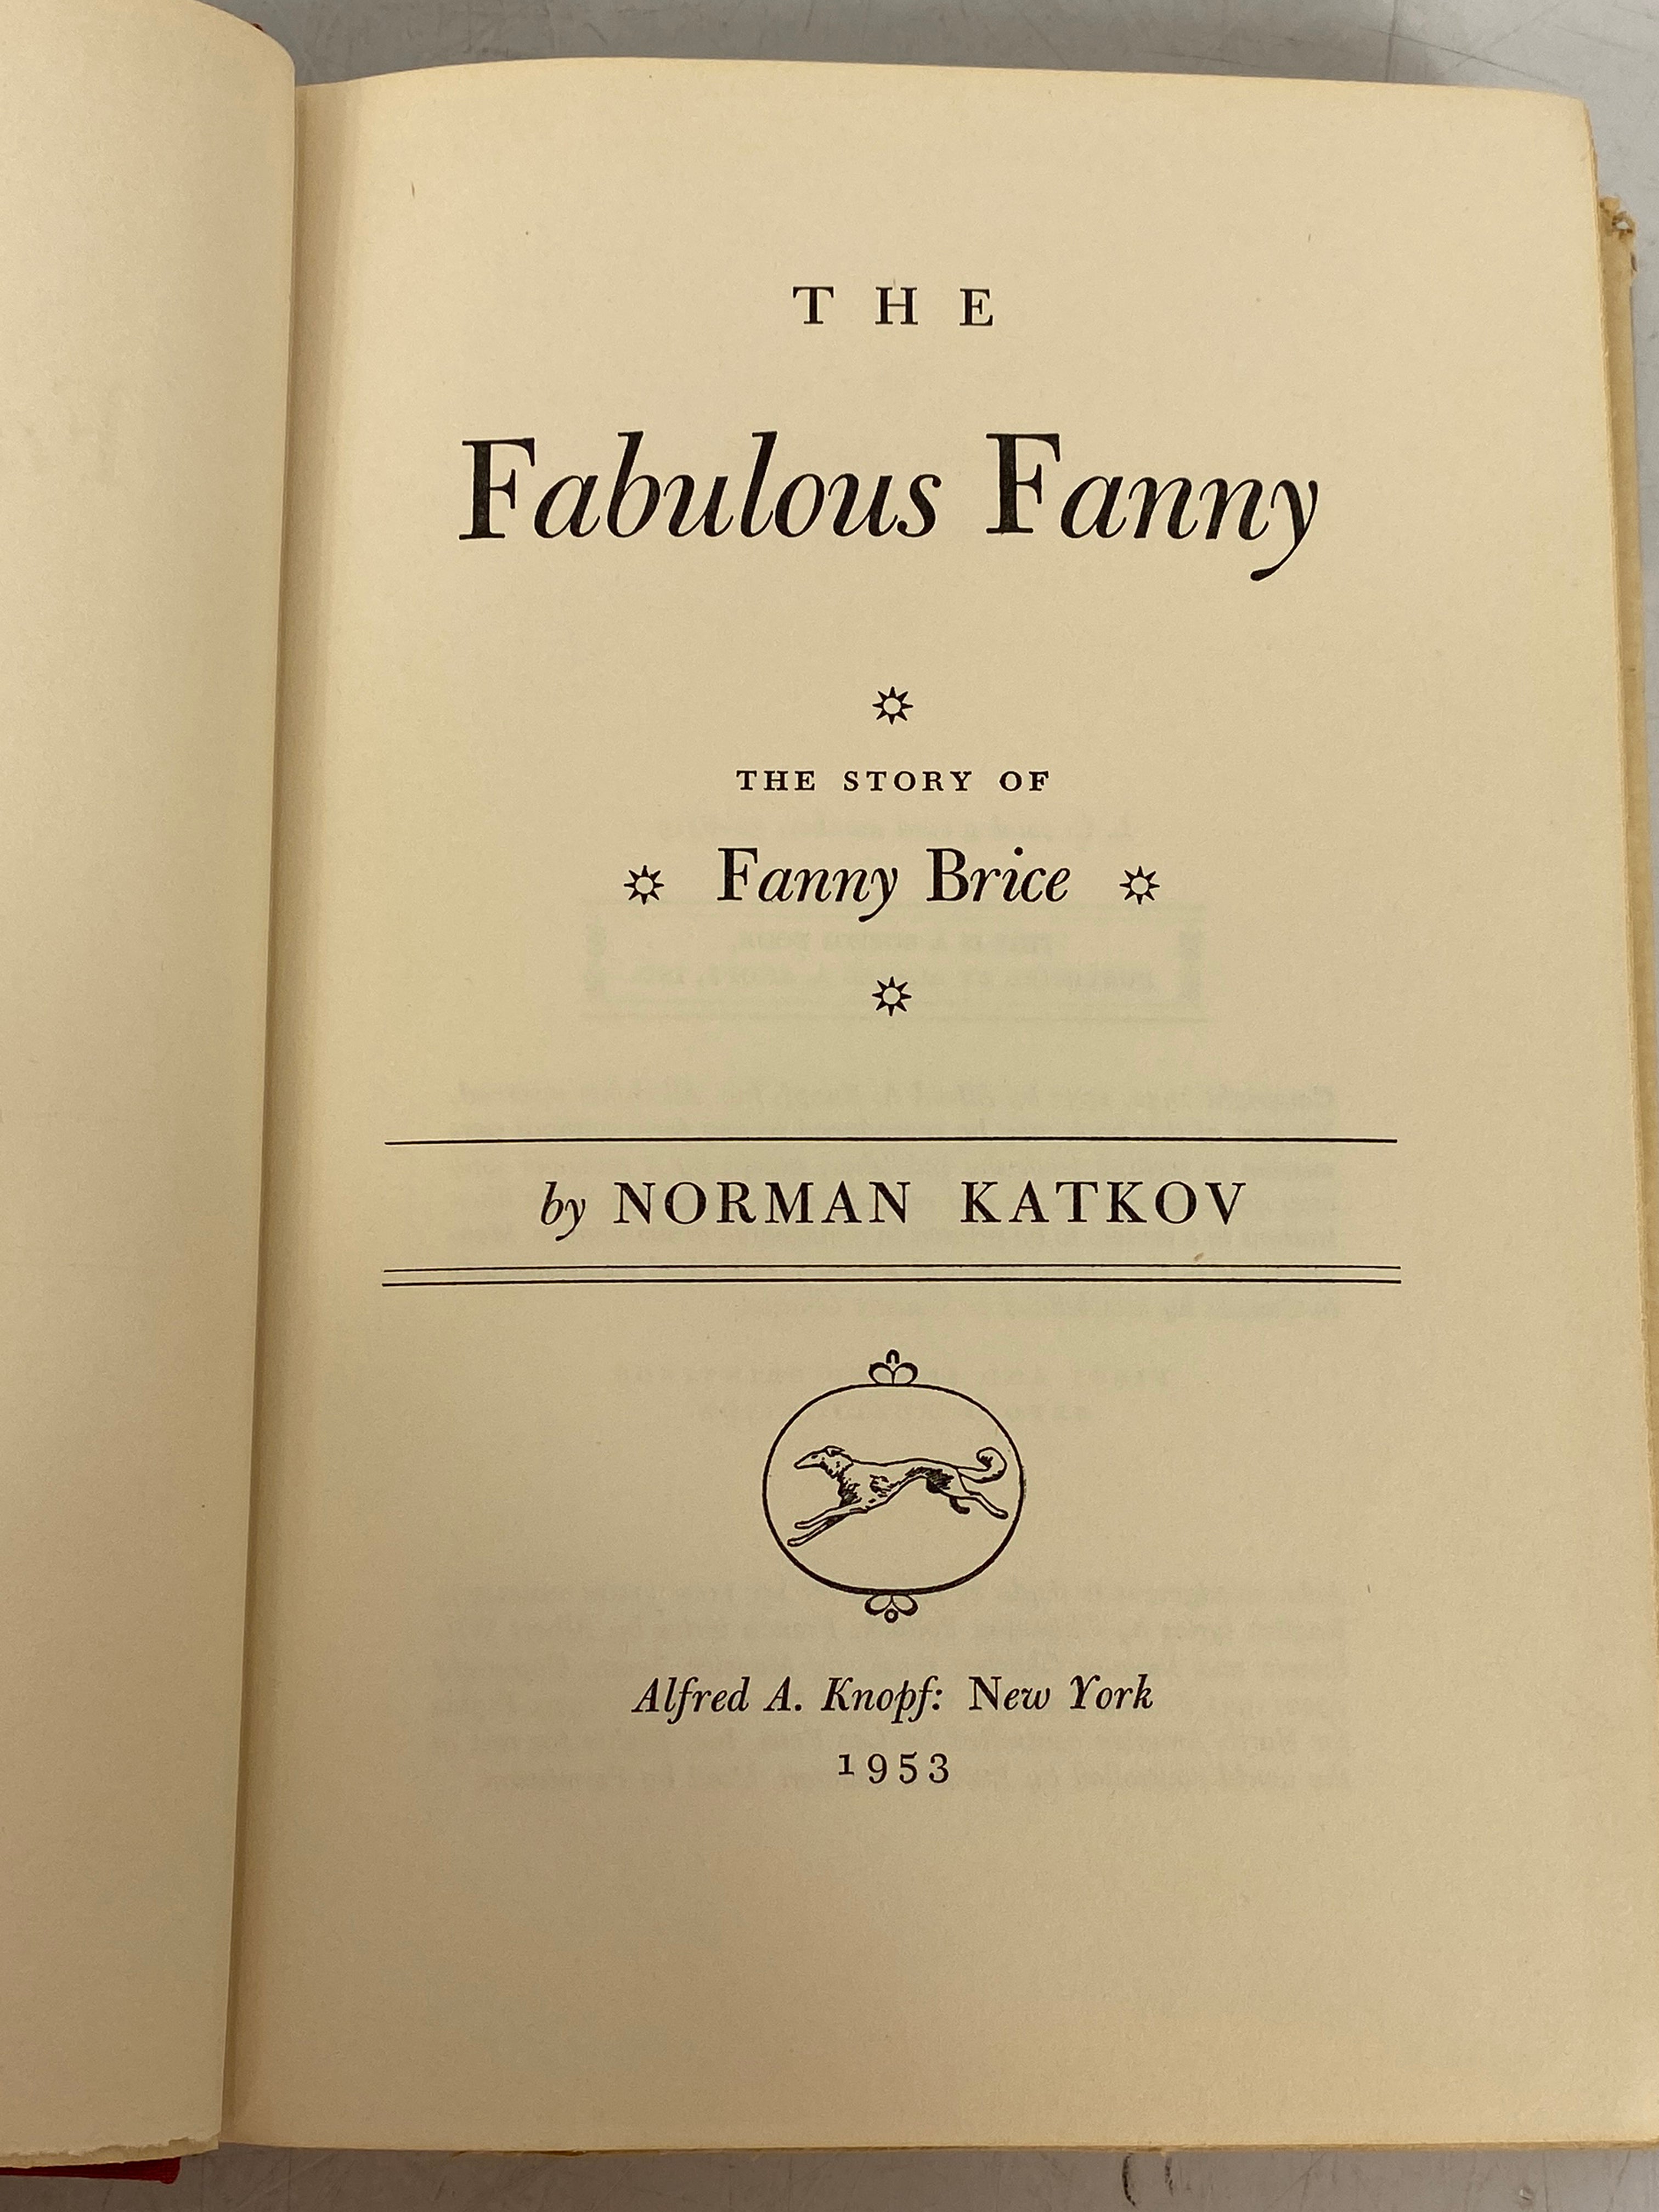 THE
Fabulous Fanny
THE STORY OF
Fanny Brice
by NORMAN KATKOV
Alfred A. Knopf: New York
1953